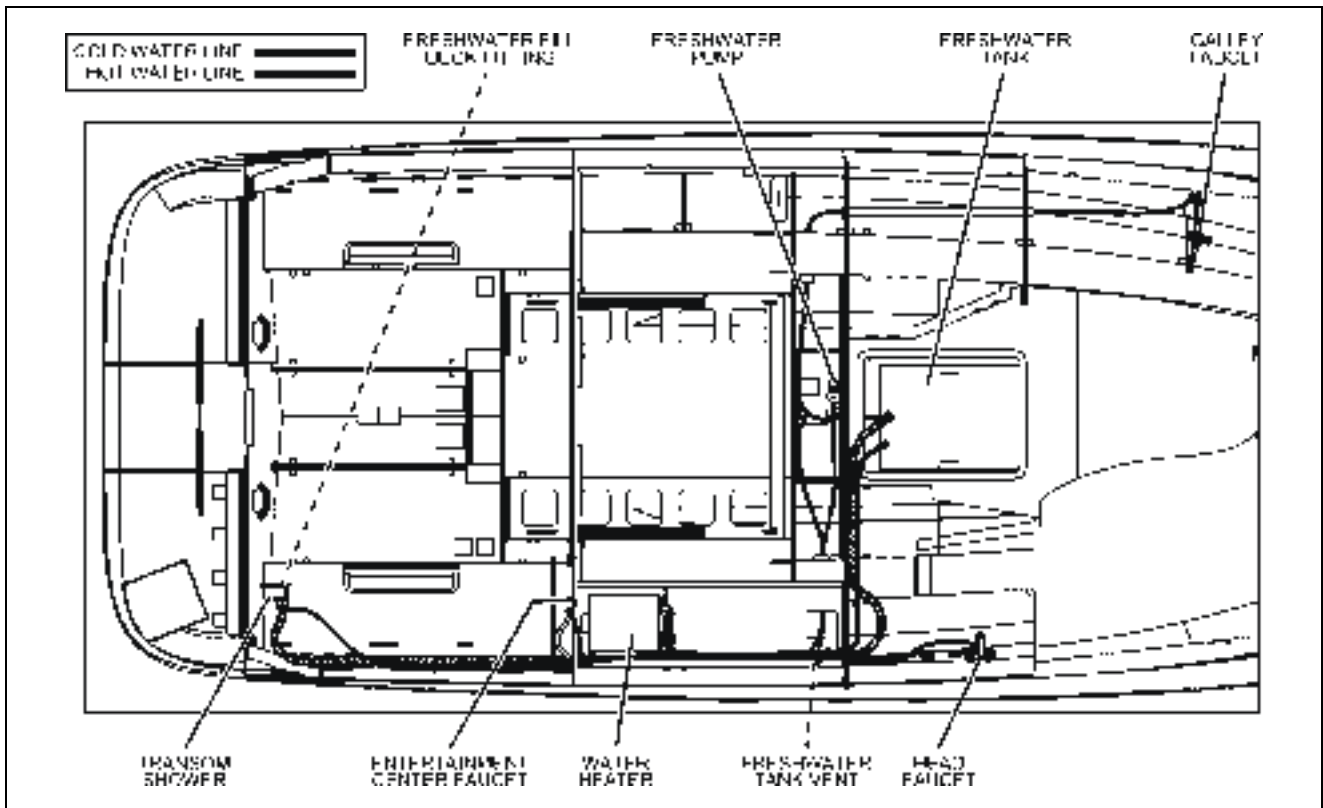 COLD WATER LINE
HOT WATER LINE
FRESHWATER FILL
DECK FITTING
FRESHWATER
PUMP
FRESHWATER
TANK
GALLEY
FAUCET
TRANSOM
SHOWER
ENTERTAINMENT
CENTER FAUCET
WATER
HEATER
FRESHWATER
TANK VENT
HEAD
FAUCET